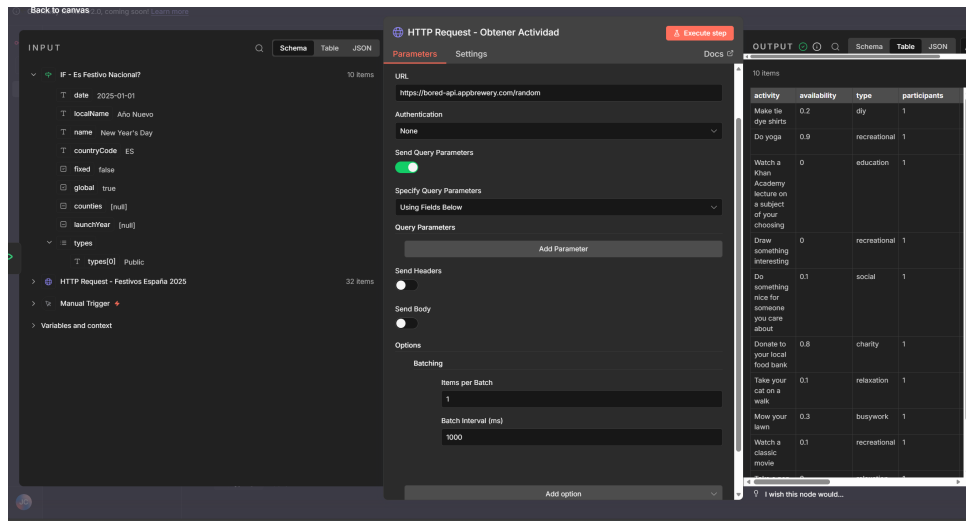 Back to canvas 2.0, coming soon! Learn more
INPUT
Schema Table JSON
IF - Es Festivo Nacional? 10 items
T date 2025-01-01
T localName Año Nuevo
T name New Year's Day
T countryCode ES
fixed false
global true
counties [null]
launchYear [null]
types
T types[0] Public
HTTP Request - Festivos España 2025 32 items
Manual Trigger
Variables and context
JO
HTTP Request - Obtener Actividad
Execute step
Parameters Settings Docs
URL
https://bored-api.appbrewery.com/random
Authentication
None
Send Query Parameters
Specify Query Parameters
Using Fields Below
Query Parameters
Add Parameter
Send Headers
Send Body
Options
Batching
Items per Batch
1
Batch Interval (ms)
1000
Add option
OUTPUT Schema Table JSON
10 items
activity availability type participants
Make tie dye shirts 0.2 diy 1
Do yoga 0.9 recreational 1
Watch a Khan Academy lecture on a subject of your choosing 0 education 1
Draw something interesting 0 recreational 1
Do something nice for someone you care about 0.1 social 1
Donate to your local food bank 0.8 charity 1
Take your cat on a walk 0.1 relaxation 1
Mow your lawn 0.3 busywork 1
Watch a classic movie 0.1 recreational 1
I wish this node would...